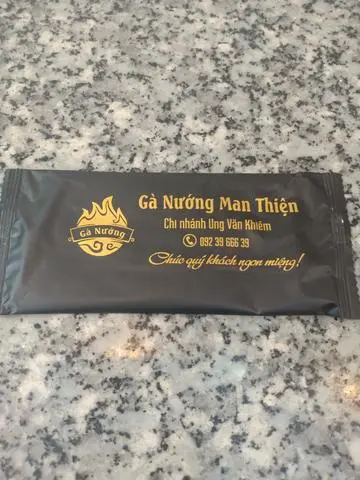 Gà Nướng
Gà Nướng Man Thiện
Chi nhánh Ung Văn Khiêm
092 39 666 39
Chúc quý khách ngon miệng!